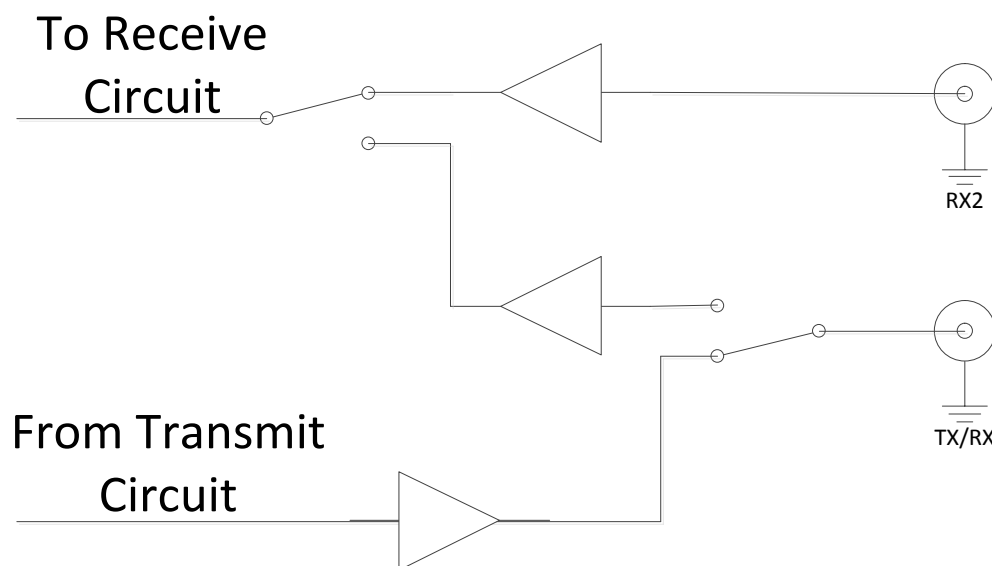 To Receive
Circuit
RX2
TX/RX
From Transmit
Circuit